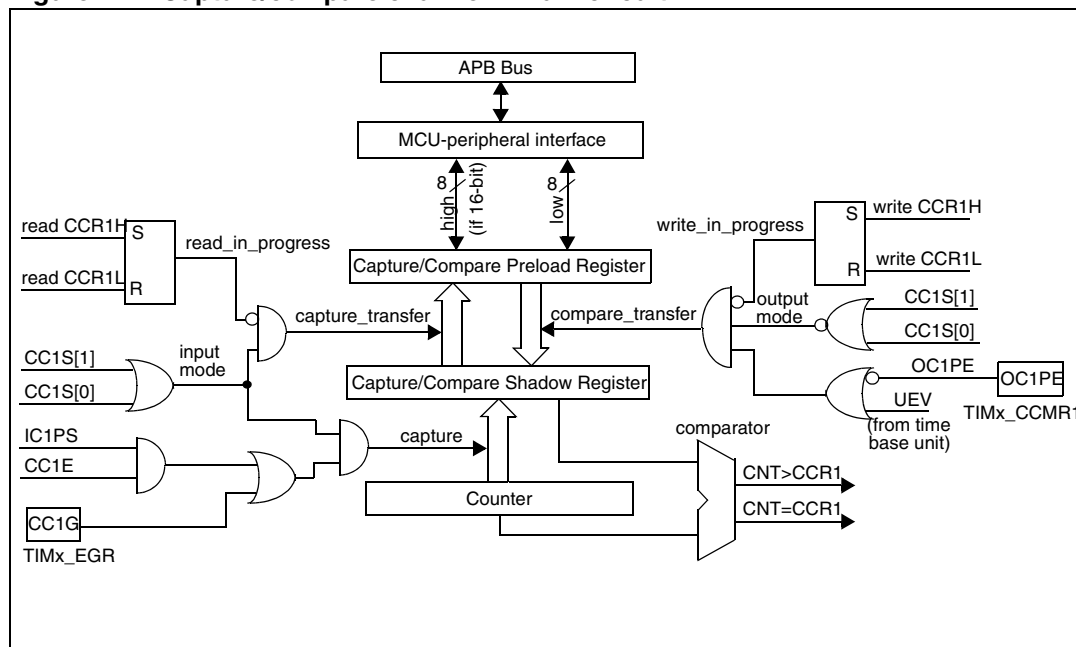 APB Bus
MCU-peripheral interface
8
high
(if 16-bit)
8
low
read CCR1H
S
read_in_progress
read CCR1L
R
write_in_progress
S
write CCR1H
R
write CCR1L
Capture/Compare Preload Register
capture_transfer
compare_transfer
output
mode
CC1S[1]
CC1S[0]
CC1S[1]
input
mode
CC1S[0]
Capture/Compare Shadow Register
OC1PE
OC1PE
UEV
TIMx_CCMR1
(from time
base unit)
IC1PS
CC1E
capture
comparator
CC1G
TIMx_EGR
Counter
CNT>CCR1
CNT=CCR1